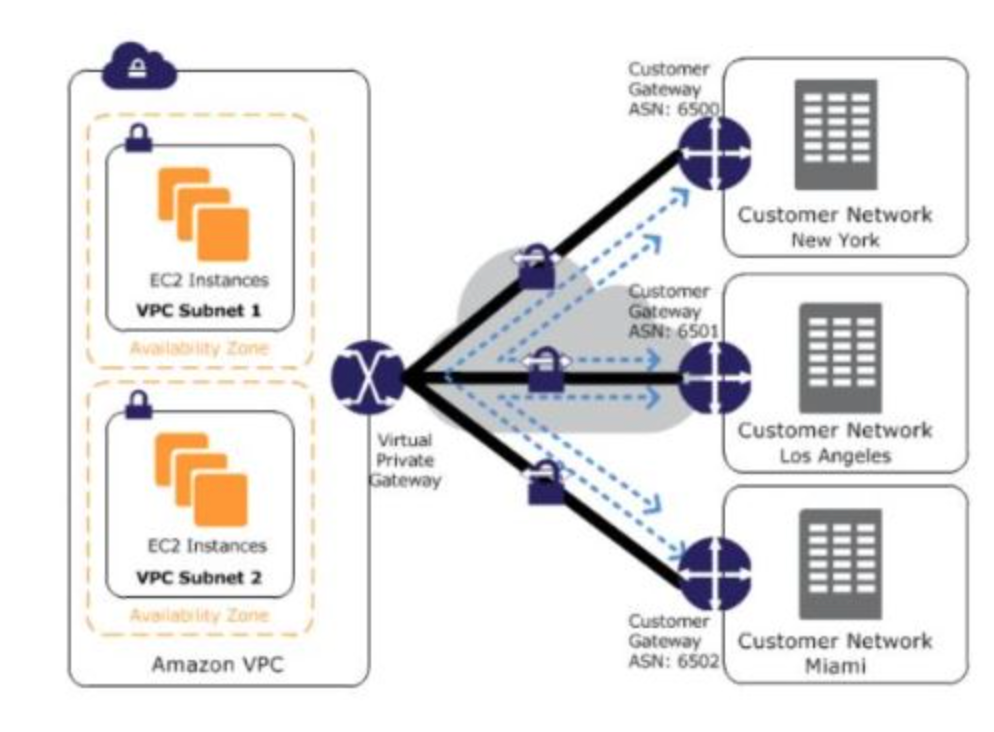 EC2 Instances
VPC Subnet 1
Availability Zone
EC2 Instances
VPC Subnet 2
Availability Zone
Amazon VPC
Virtual
Private
Gateway
Customer
Gateway
ASN: 6500
Customer Network
New York
Customer
Gateway
ASN: 6501
Customer Network
Los Angeles
Customer
Gateway
ASN: 6502
Customer Network
Miami